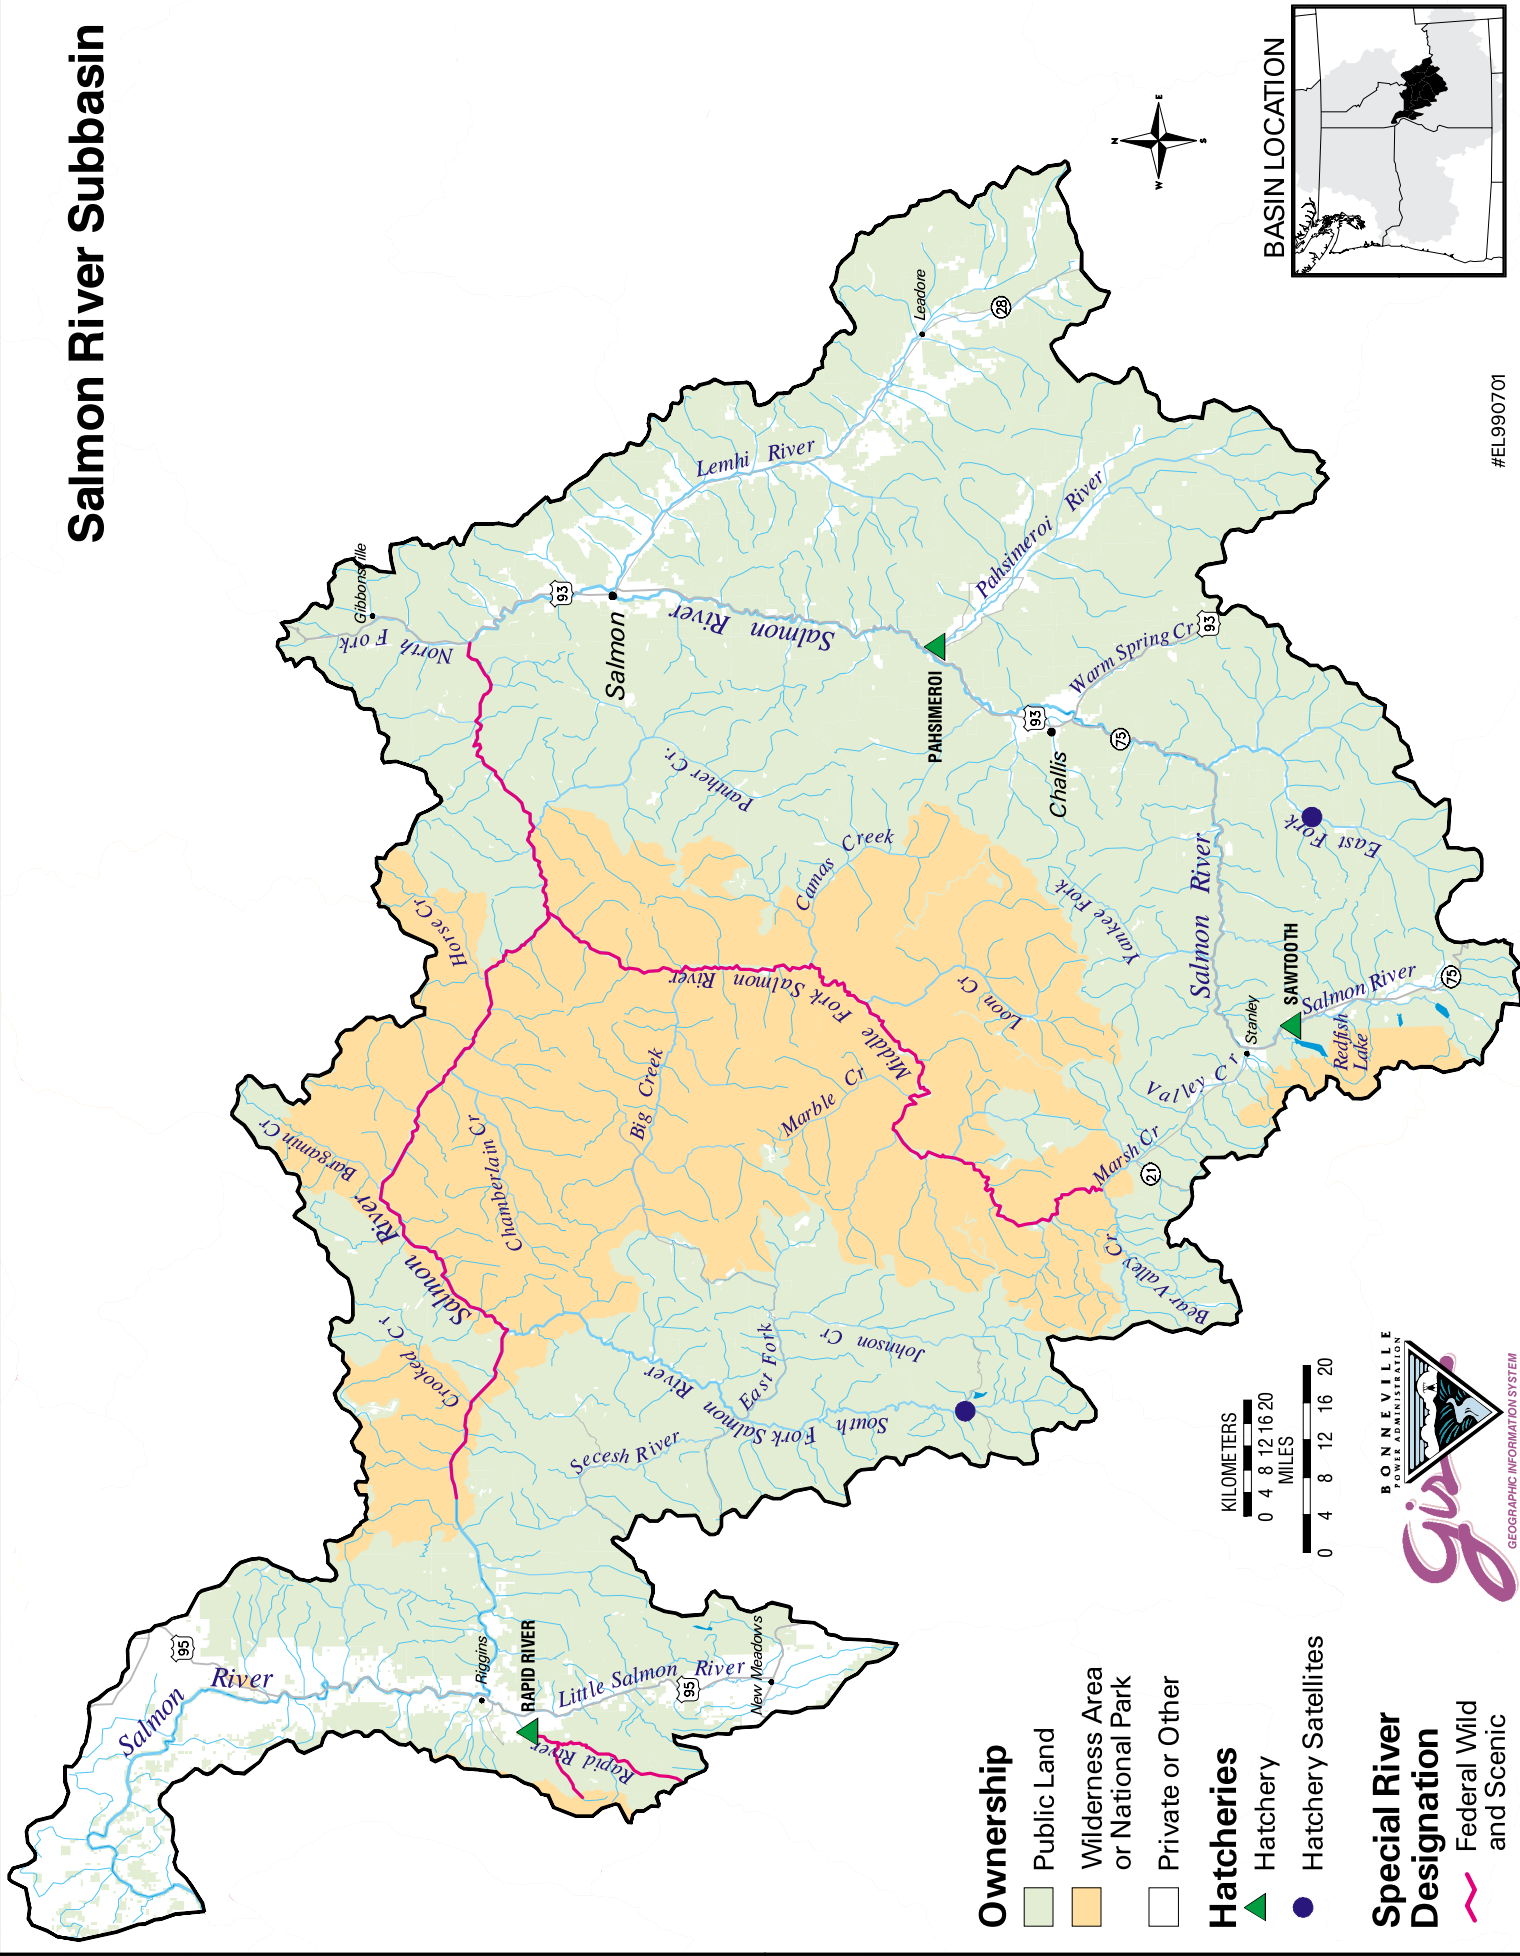 Salmon River Subbasin
BASIN LOCATION
N
E
S
W
#EL990701
Gibbonsville
North Fork
93
Salmon
Lemhi River
Leadore
28
Salmon River
Pahsimeroi River
PAHSIMEROI
Warm Spring Cr
93
93
Challis
75
Panther Cr.
Camas Creek
Horse Cr
Yankee Fork
Salmon River
East Fork
SAWTOOTH
Stanley
Salmon River
75
Redfish
Lake
Valley Cr
Marsh Cr
21
Bear Valley Cr
Loon Cr
Middle Fork Salmon River
Marble Cr
Big Creek
Chamberlain Cr
Bargamin Cr
Salmon River
Crooked Cr
South Fork Salmon River
East Fork
Johnson Cr
Secesh River
Salmon River
95
Riggins
RAPID RIVER
Rapid River
Little Salmon River
95
New Meadows
Ownership
Public Land
Wilderness Area
or National Park
Private or Other
Hatcheries
Hatchery
Hatchery Satellites
Special River
Designation
Federal Wild
and Scenic
KILOMETERS
0 4 8 12 16 20
MILES
0 4 8 12 16 20
BONNEVILLE
POWER ADMINISTRATION
gis
GEOGRAPHIC INFORMATION SYSTEM